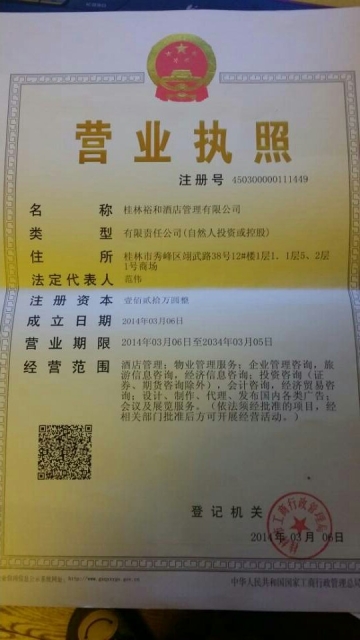 营业执照
注册号 450300000111449
名称 桂林裕和酒店管理有限公司
类型 有限责任公司(自然人投资或控股)
住所 桂林市秀峰区翊武路38号12#楼1层1、1层5、2层
1号商场
法定代表人 范伟
注册资本 壹佰贰拾万圆整
成立日期 2014年03月06日
营业期限 2014年03月06日至2034年03月05日
经营范围 酒店管理；物业管理服务；企业管理咨询，旅
游信息咨询，经济信息咨询；投资咨询（证
券、期货咨询除外），会计咨询，经济贸易咨
询；设计、制作、代理、发布国内各类广告；
会议及展览服务。（依法须经批准的项目，经
相关部门批准后方可开展经营活动。）
登记机关
工商行政管理局
2014年 03月 06日
中华人民共和国国家工商行政管理总局